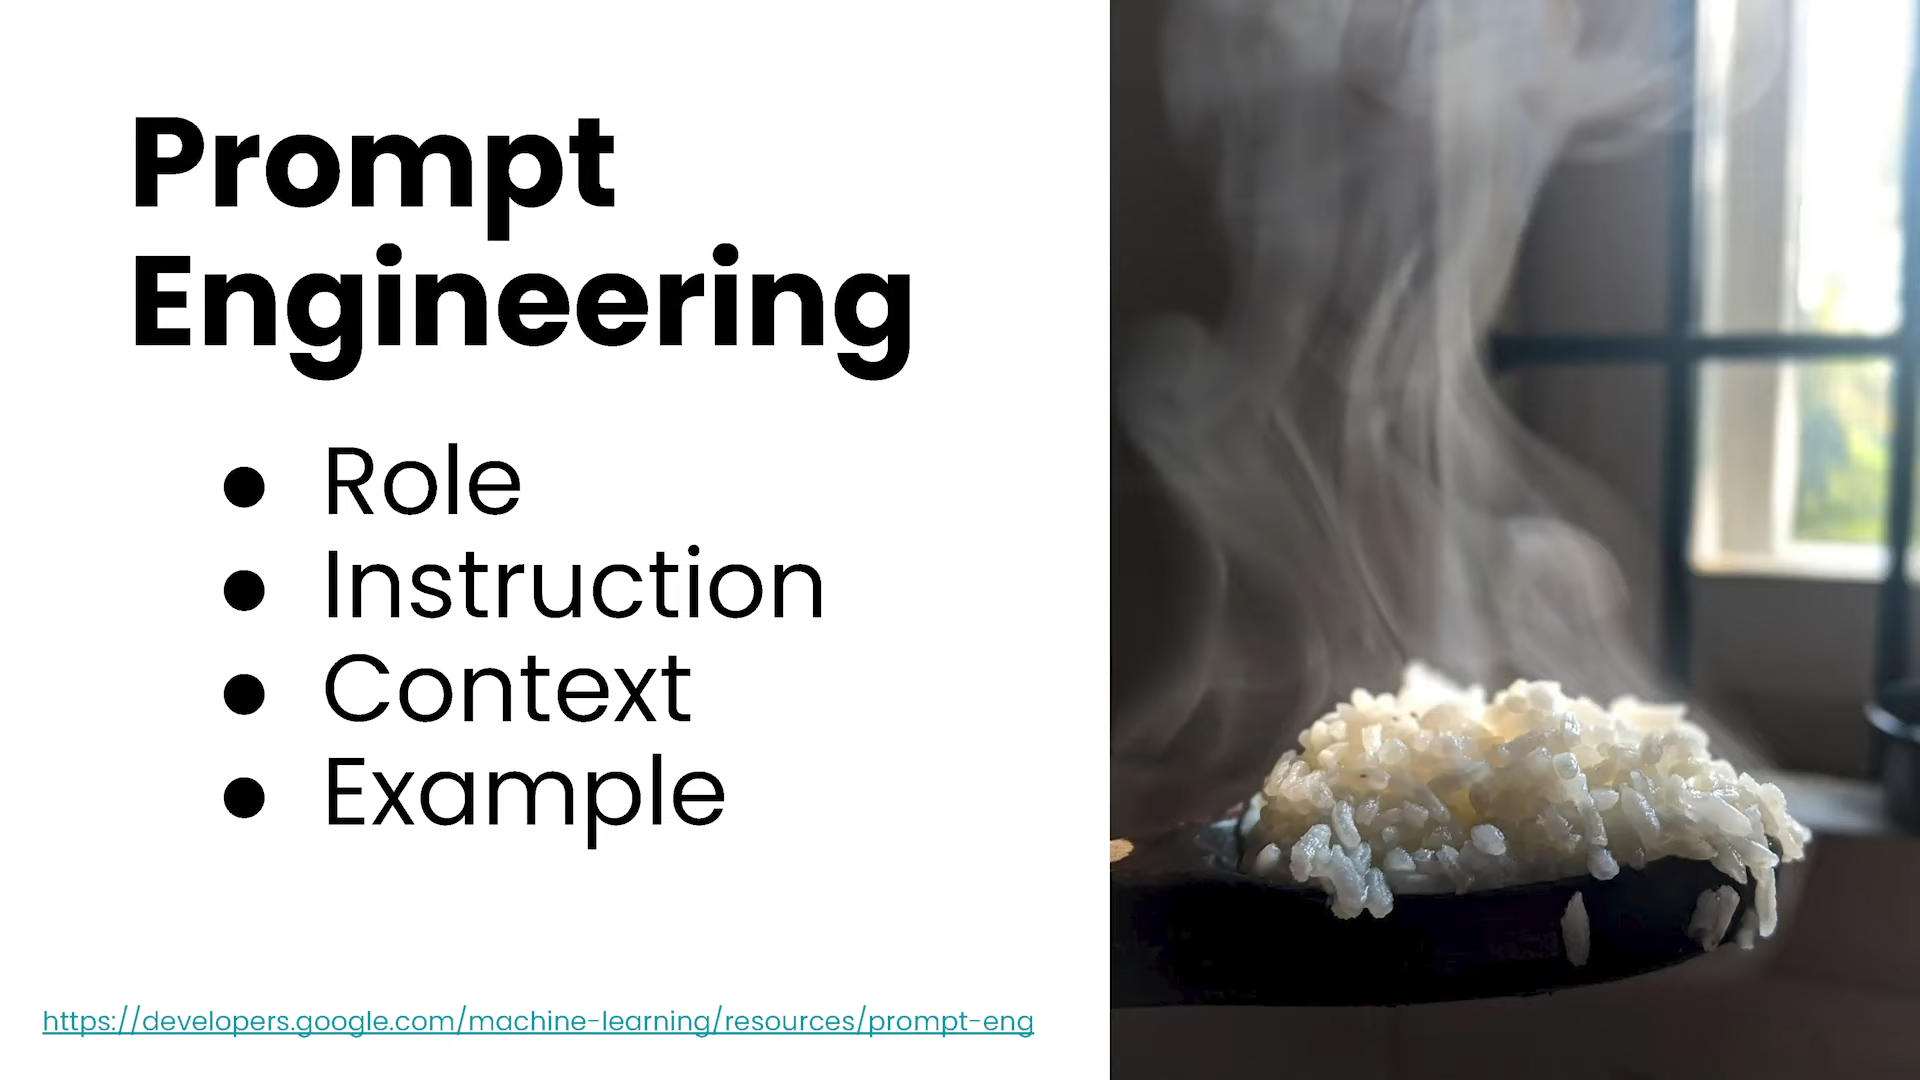 Prompt
Engineering
● Role
● Instruction
● Context
● Example
https://developers.google.com/machine-learning/resources/prompt-eng